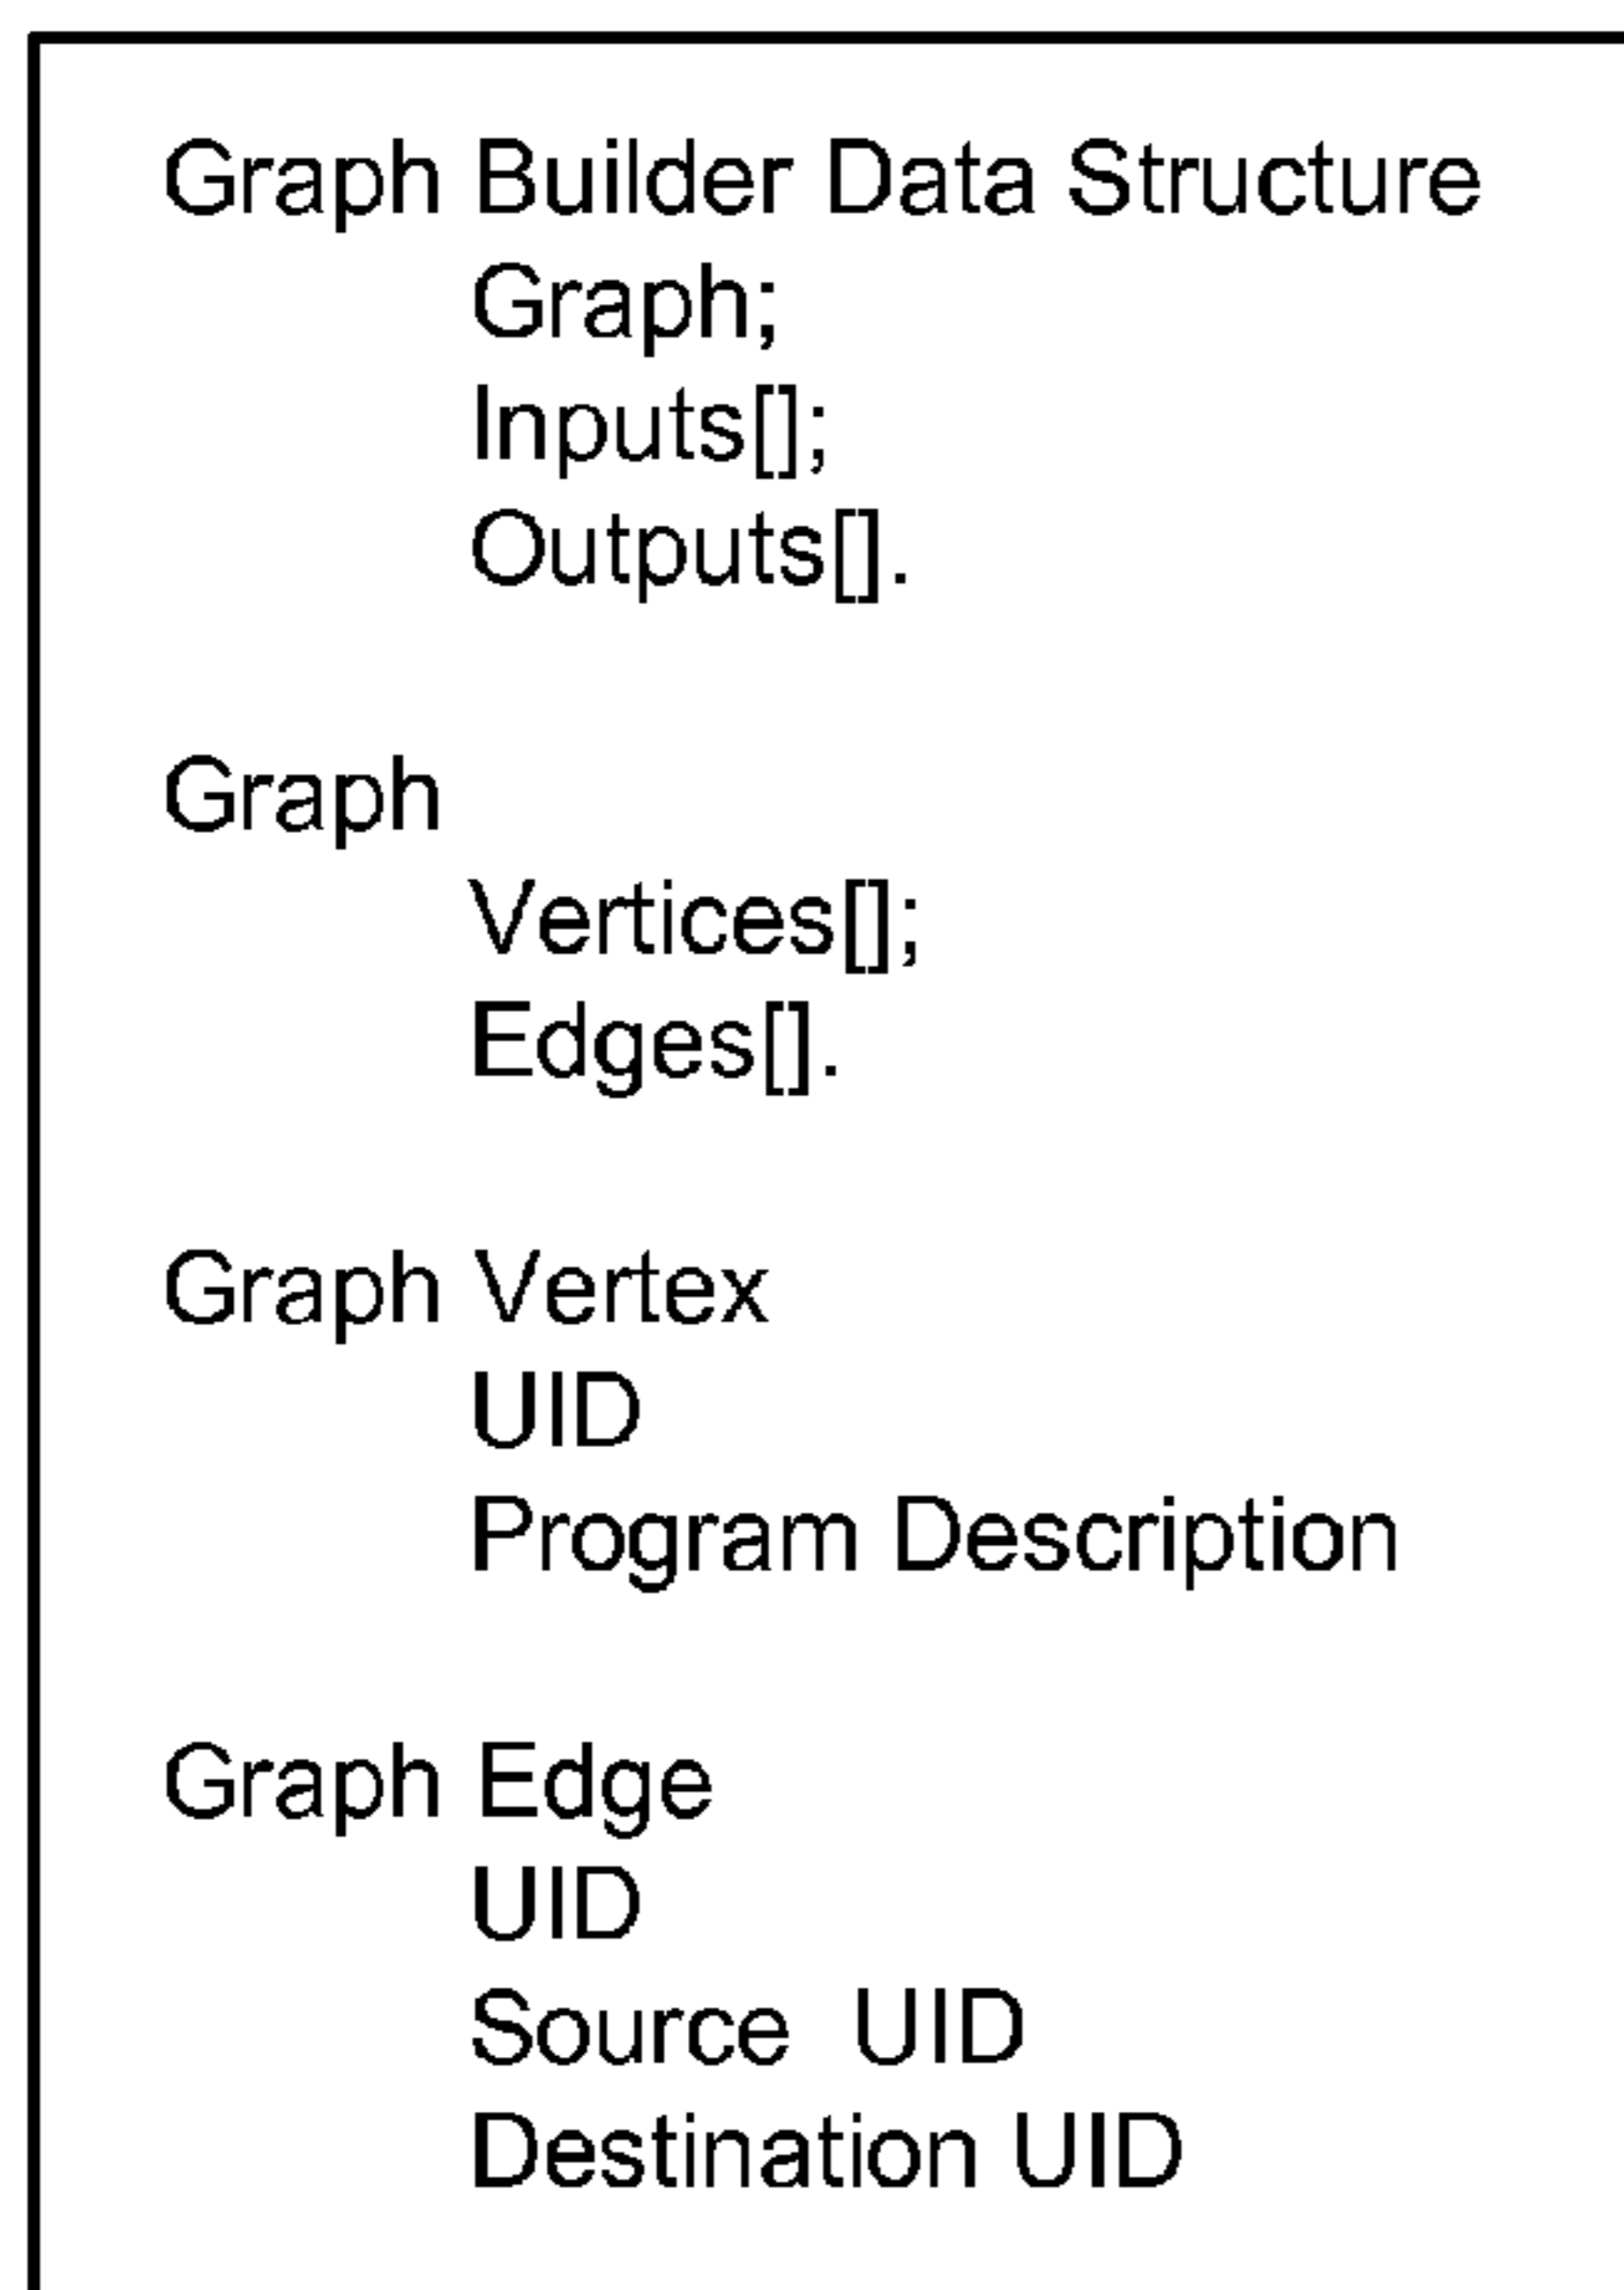 Graph Builder Data Structure
Graph;
Inputs[];
Outputs[].
Graph
Vertices[];
Edges[].
Graph Vertex
UID
Program Description
Graph Edge
UID
Source  UID
Destination UID